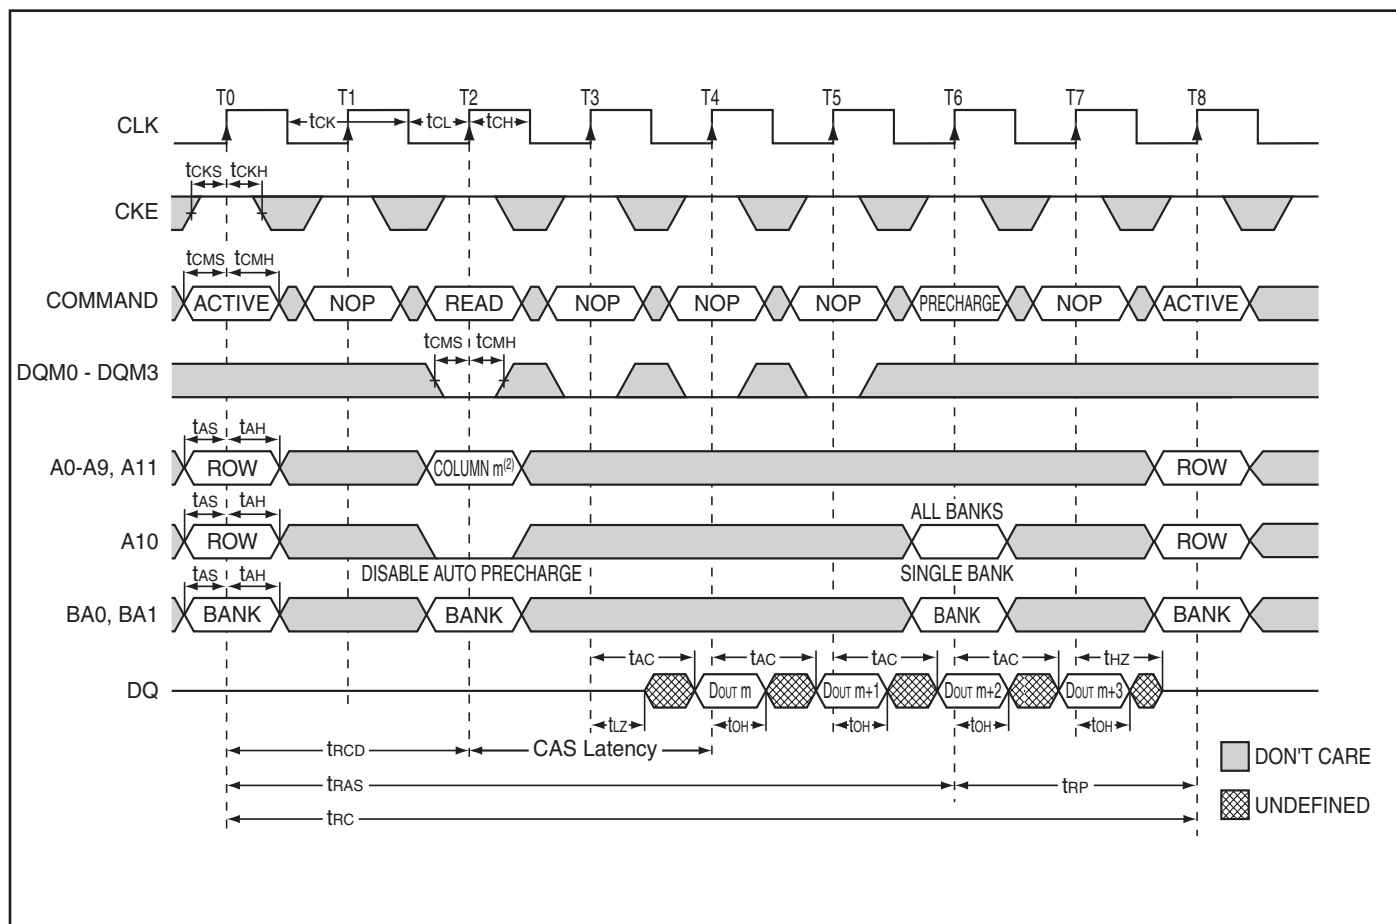 T0 T1 T2 T3 T4 T5 T6 T7 T8
CLK tCK tCL tCH
tCKS tCKH
CKE
tCMS tCMH
COMMAND ACTIVE NOP READ NOP NOP NOP PRECHARGE NOP ACTIVE
tCMS tCMH
DQM0 - DQM3
tAS tAH
A0-A9, A11 ROW COLUMN m(2) ROW
tAS tAH ALL BANKS
A10 ROW ROW
DISABLE AUTO PRECHARGE SINGLE BANK
tAS tAH
BA0, BA1 BANK BANK BANK BANK
tAC tAC tAC tAC tHZ
DQ DOUT m DOUT m+1 DOUT m+2 DOUT m+3
tLZ tOH tOH tOH tOH
tRCD CAS Latency
DON'T CARE
tRAS tRP
UNDEFINED
tRC